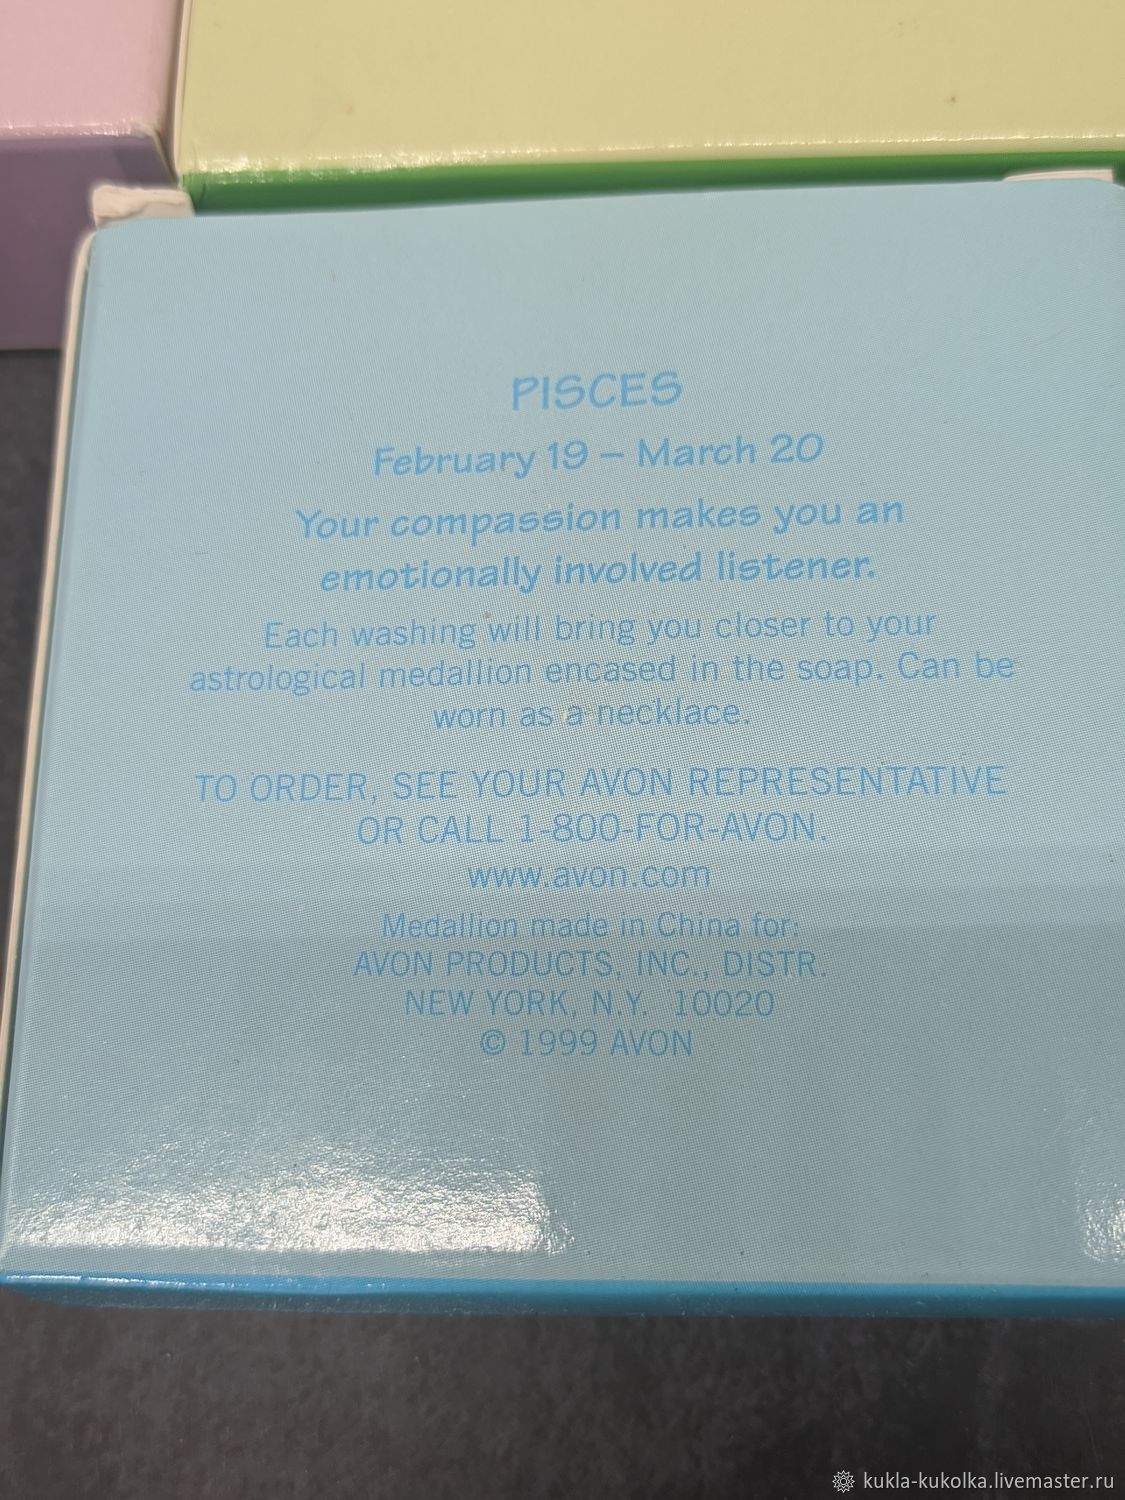 PISCES
February 19 – March 20
Your compassion makes you an
emotionally involved listener.
Each washing will bring you closer to your
astrological medallion encased in the soap. Can be
worn as a necklace.
TO ORDER, SEE YOUR AVON REPRESENTATIVE
OR CALL 1-800-FOR-AVON.
www.avon.com
Medallion made in China for:
AVON PRODUCTS, INC., DISTR.
NEW YORK, N.Y. 10020
© 1999 AVON
kukla-kukolka.livemaster.ru